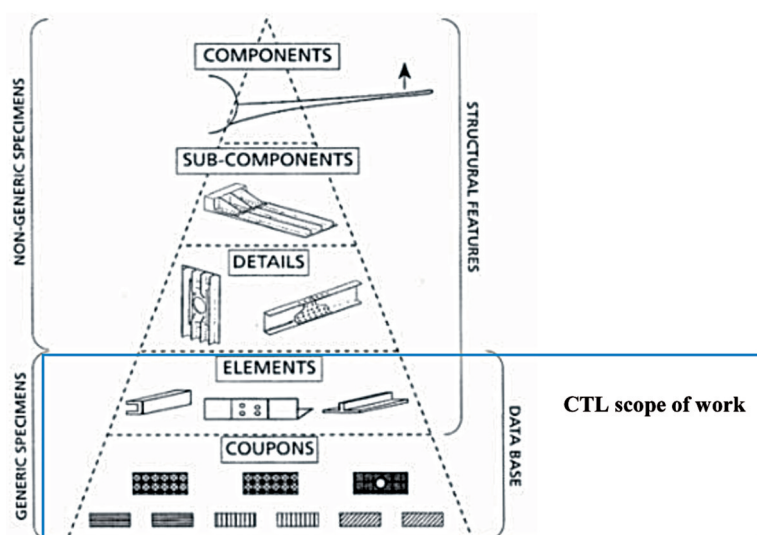 COMPONENTS
NON-GENERIC SPECIMENS
STRUCTURAL FEATURES
SUB-COMPONENTS
DETAILS
ELEMENTS
GENERIC SPECIMENS
DATA BASE
CTL scope of work
COUPONS